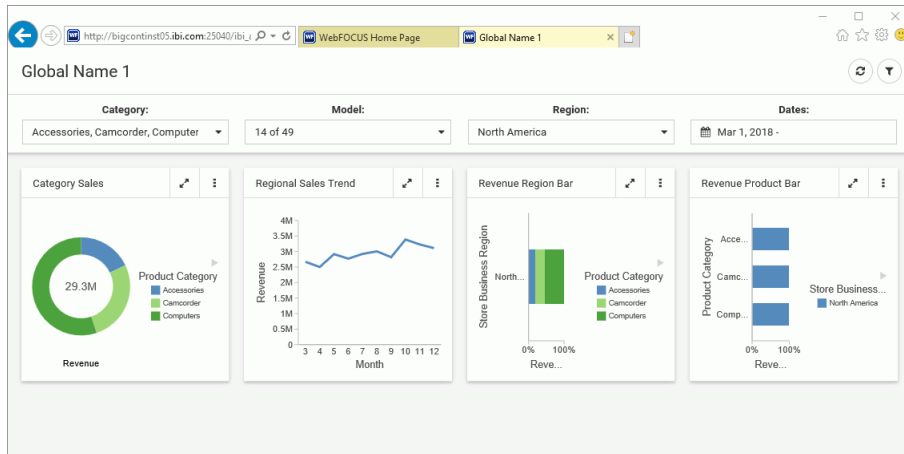 http://bigcontinst05.ibi.com:25040/ibi_
WebFOCUS Home Page
Global Name 1
Global Name 1
Category:
Model:
Region:
Dates:
Accessories, Camcorder, Computer
14 of 49
North America
Mar 1, 2018 -
Category Sales
Regional Sales Trend
Revenue Region Bar
Revenue Product Bar
29.3M
Product Category
Accessories
Camcorder
Computers
Revenue
4M
3.5M
3M
2.5M
2M
1.5M
1M
0.5M
0
Revenue
3 4 5 6 7 8 9 10 11 12
Month
Store Business Region
North...
0% 100%
Reve...
Product Category
Accessories
Camcorder
Computers
Product Category
Acce...
Camc...
Comp...
0% 100%
Reve...
Store Business...
North America